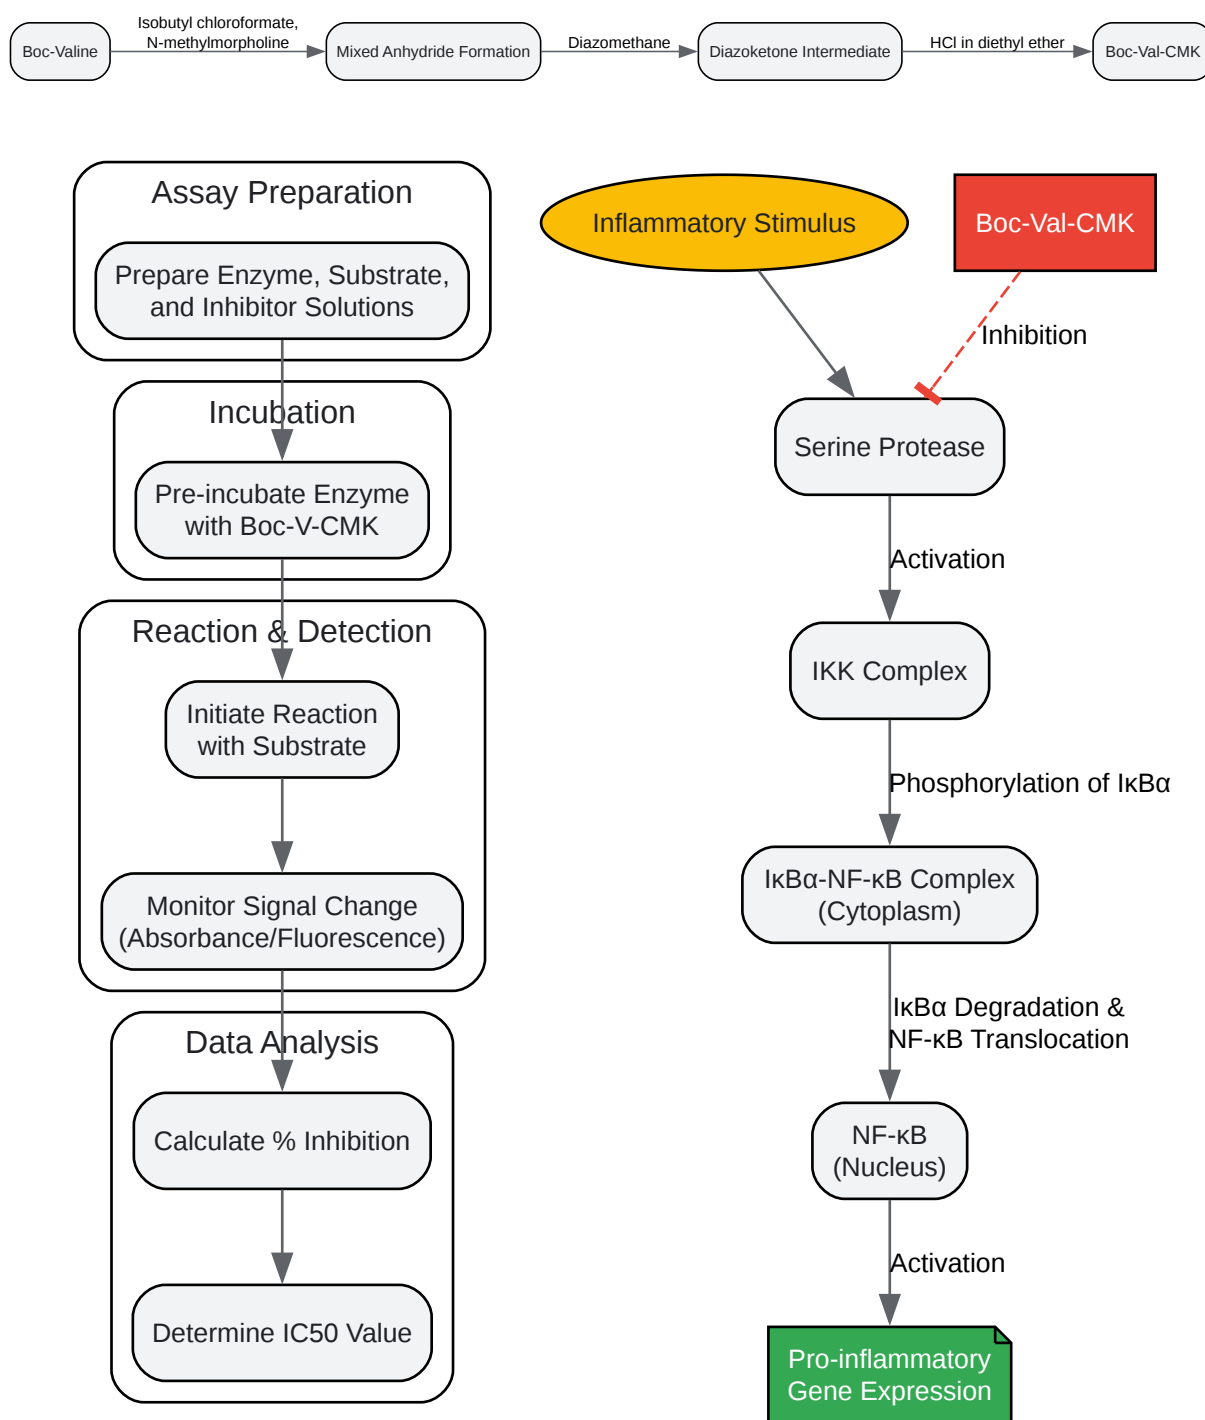 Boc-Valine
Isobutyl chloroformate,
N-methylmorpholine
Mixed Anhydride Formation
Diazomethane
Diazoketone Intermediate
HCl in diethyl ether
Boc-Val-CMK
Assay Preparation
Prepare Enzyme, Substrate,
and Inhibitor Solutions
Incubation
Pre-incubate Enzyme
with Boc-V-CMK
Reaction & Detection
Initiate Reaction
with Substrate
Monitor Signal Change
(Absorbance/Fluorescence)
Data Analysis
Calculate % Inhibition
Determine IC50 Value
Inflammatory Stimulus
Boc-Val-CMK
Inhibition
Serine Protease
Activation
IKK Complex
Phosphorylation of IκBα
IκBα-NF-κB Complex
(Cytoplasm)
IκBα Degradation &
NF-κB Translocation
NF-κB
(Nucleus)
Activation
Pro-inflammatory
Gene Expression